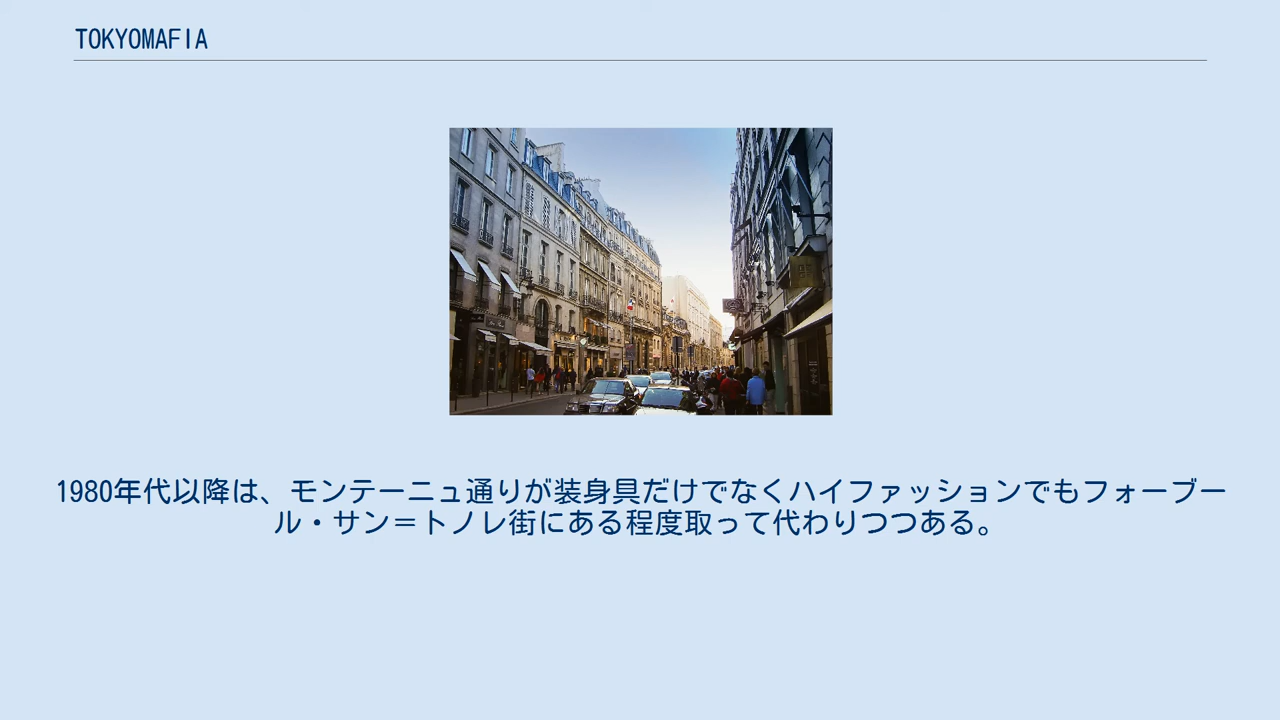 TOKYOMAFIA
1980年代以降は、モンテーニュ通りが装身具だけでなくハイファッションでもフォーブー
ル・サン＝トノレ街にある程度取って代わりつつある。